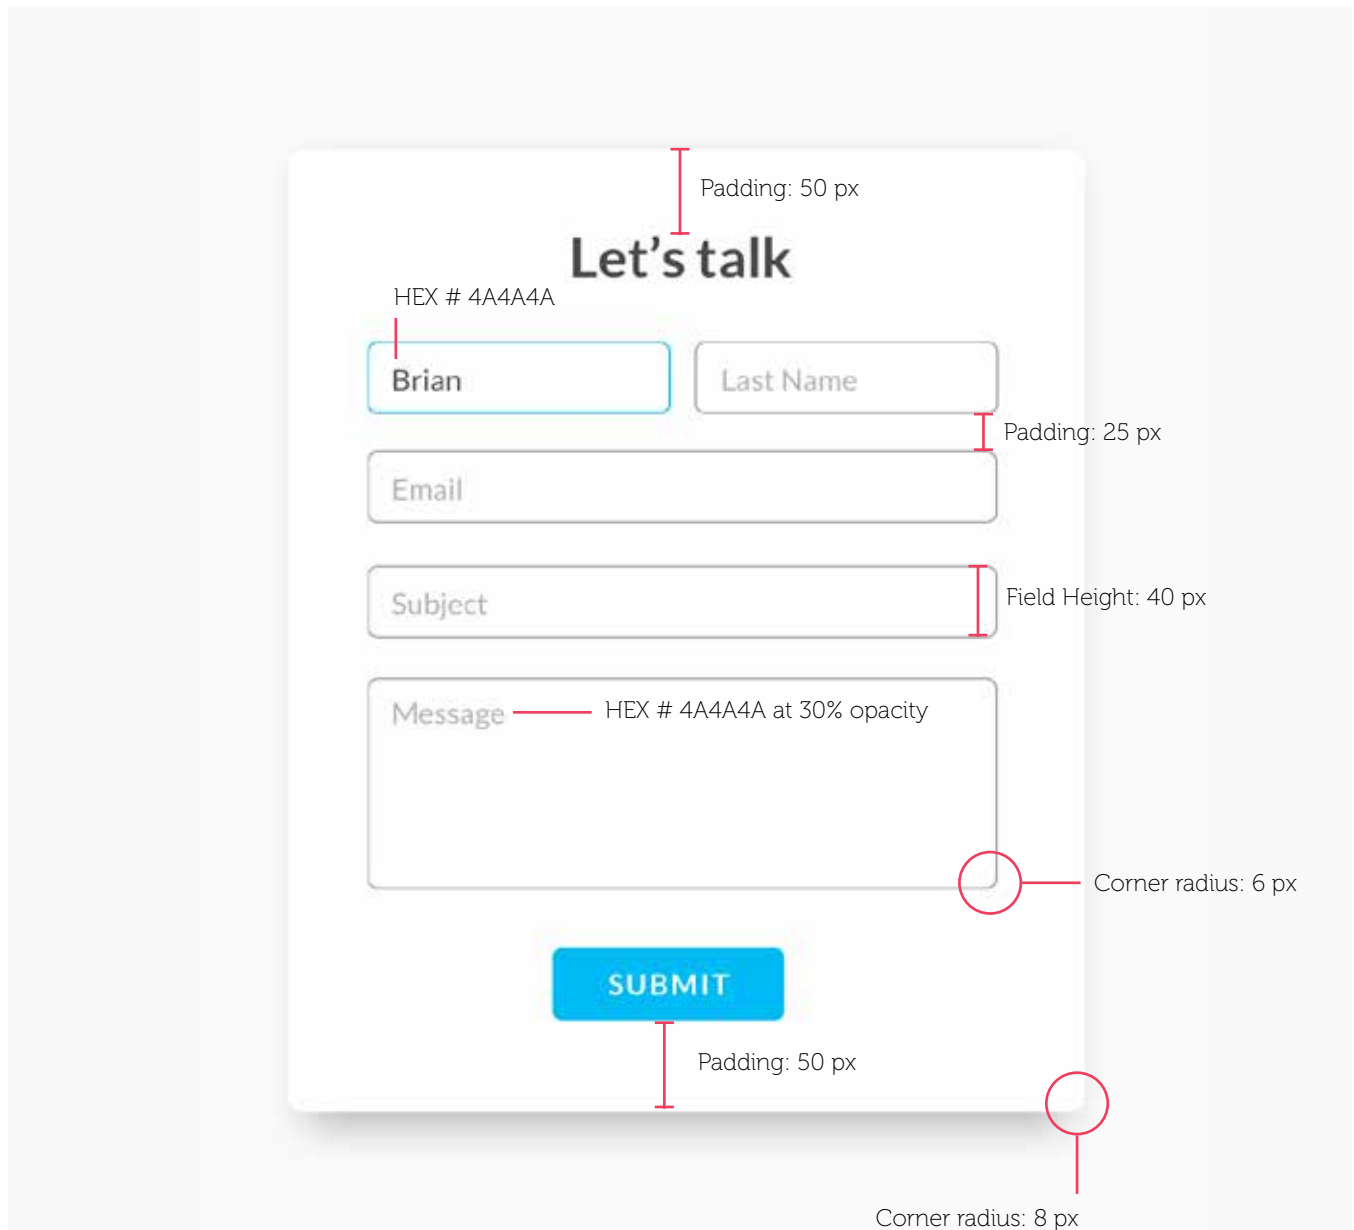 Padding: 50 px
Let's talk
HEX # 4A4A4A
Brian
Last Name
Padding: 25 px
Email
Subject
Field Height: 40 px
Message
HEX # 4A4A4A at 30% opacity
Corner radius: 6 px
SUBMIT
Padding: 50 px
Corner radius: 8 px